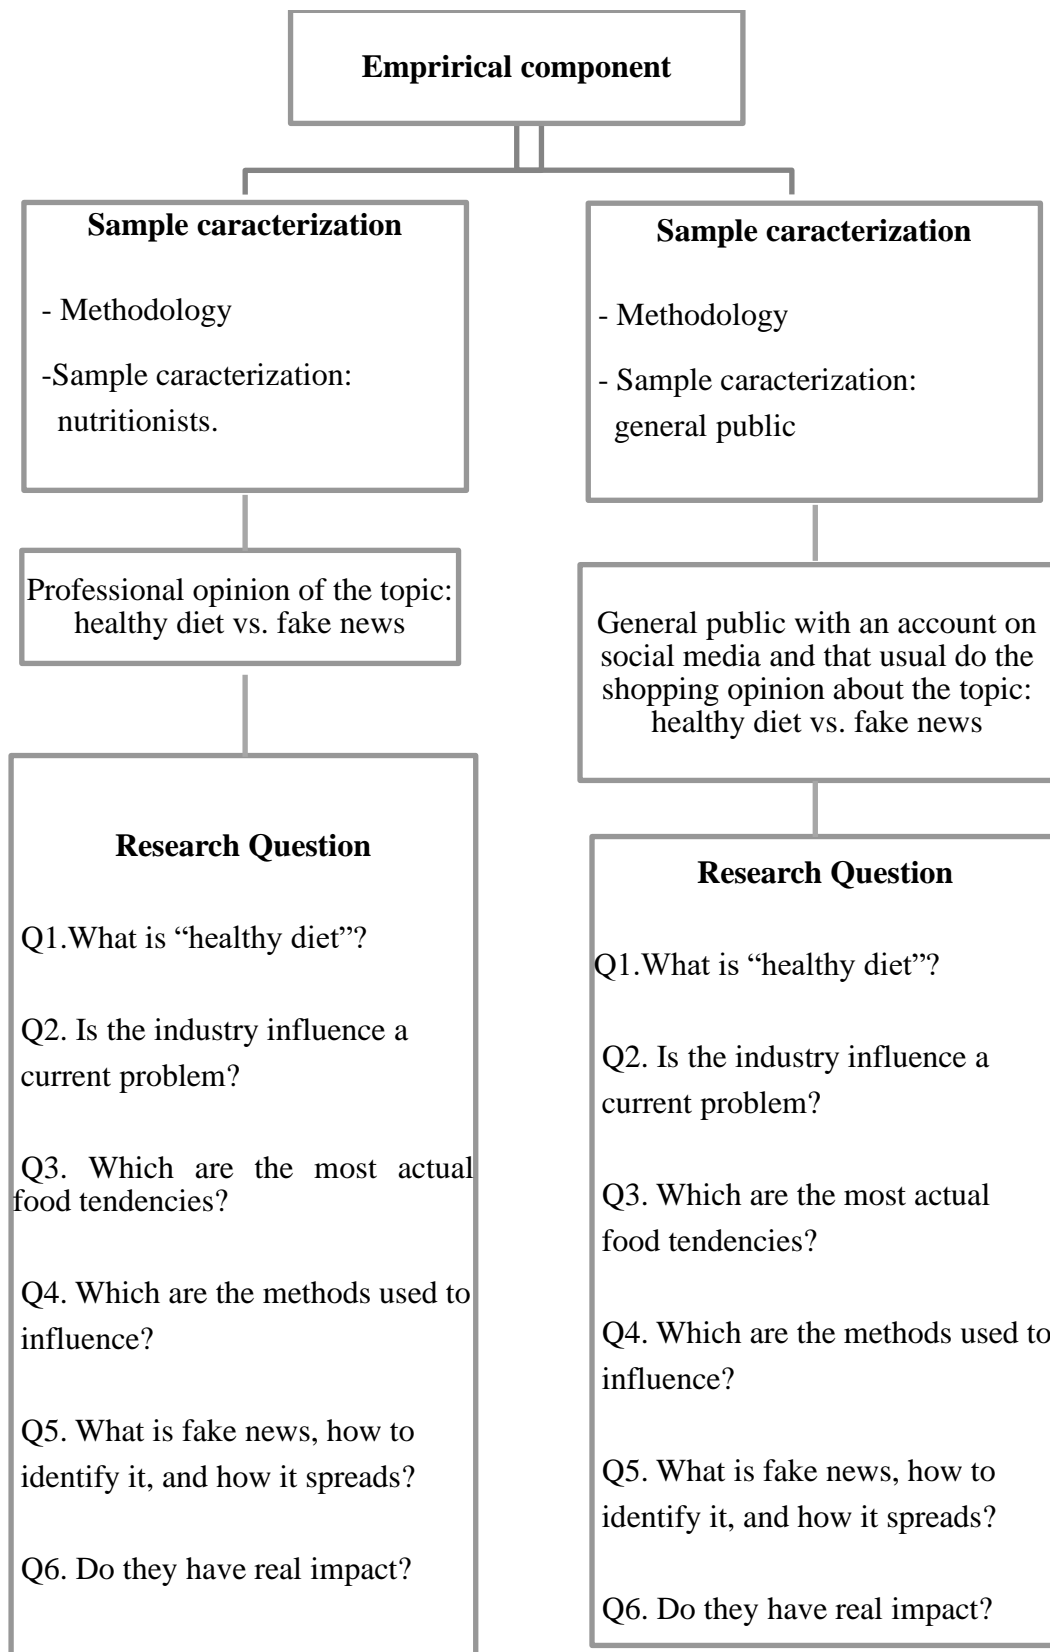 Emprirical component
Sample caracterization
- Methodology
-Sample caracterization:
nutritionists.
Professional opinion of the topic:
healthy diet vs. fake news
Research Question
Q1.What is “healthy diet”?
Q2. Is the industry influence a
current problem?
Q3. Which are the most actual
food tendencies?
Q4. Which are the methods used to
influence?
Q5. What is fake news, how to
identify it, and how it spreads?
Q6. Do they have real impact?
Sample caracterization
- Methodology
- Sample caracterization:
general public
General public with an account on
social media and that usual do the
shopping opinion about the topic:
healthy diet vs. fake news
Research Question
Q1.What is “healthy diet”?
Q2. Is the industry influence a
current problem?
Q3. Which are the most actual
food tendencies?
Q4. Which are the methods used to
influence?
Q5. What is fake news, how to
identify it, and how it spreads?
Q6. Do they have real impact?